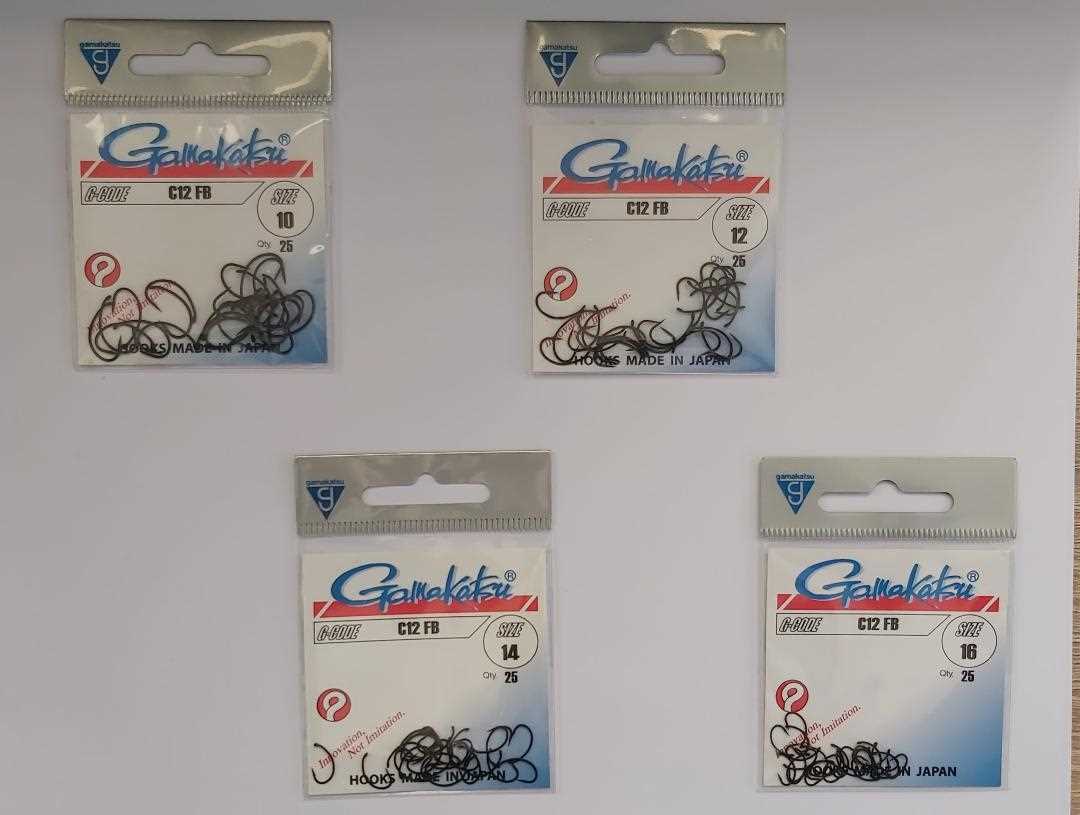 gamakatsu
Gamakatsu®
G-CODE C12 FB SIZE
10
Qty. 25
Innovation,
Not Imitation.
HOOKS MADE IN JAPAN
gamakatsu
Gamakatsu®
G-CODE C12 FB SIZE
12
Qty. 25
Innovation,
Not Imitation.
HOOKS MADE IN JAPAN
gamakatsu
Gamakatsu®
G-CODE C12 FB SIZE
14
Qty. 25
Innovation,
Not Imitation.
HOOKS MADE IN JAPAN
gamakatsu
Gamakatsu®
G-CODE C12 FB SIZE
16
Qty. 25
Innovation,
Not Imitation.
HOOKS MADE IN JAPAN